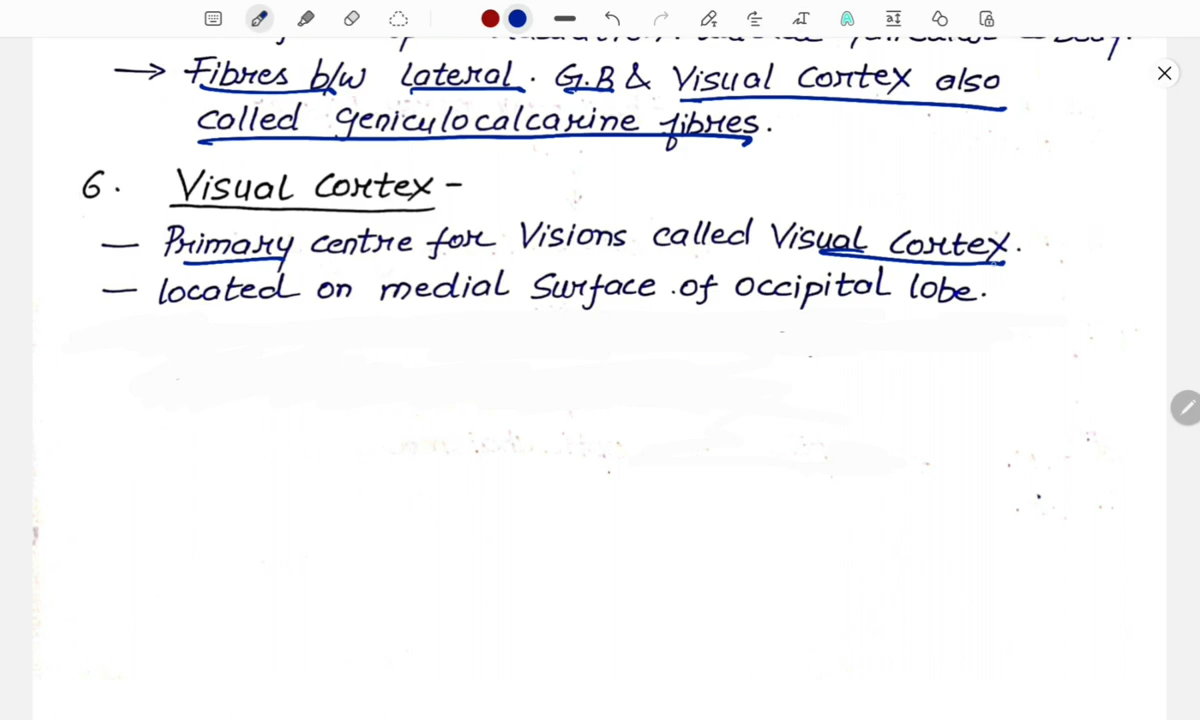 → Fibres b/w Lateral. G.B & Visual Cortex also
called geniculocalcarine fibres.
6. Visual Cortex -
— Primary centre for Visions called Visual Cortex.
— located on medial Surface of occipital lobe.